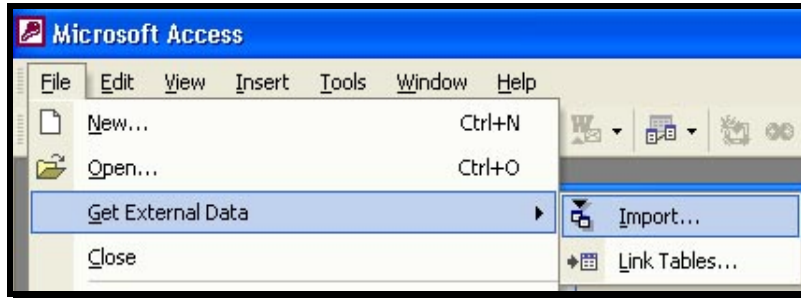 Microsoft Access
File Edit View Insert Tools Window Help
New... Ctrl+N
Open... Ctrl+O
Get External Data
Import...
Close
Link Tables...